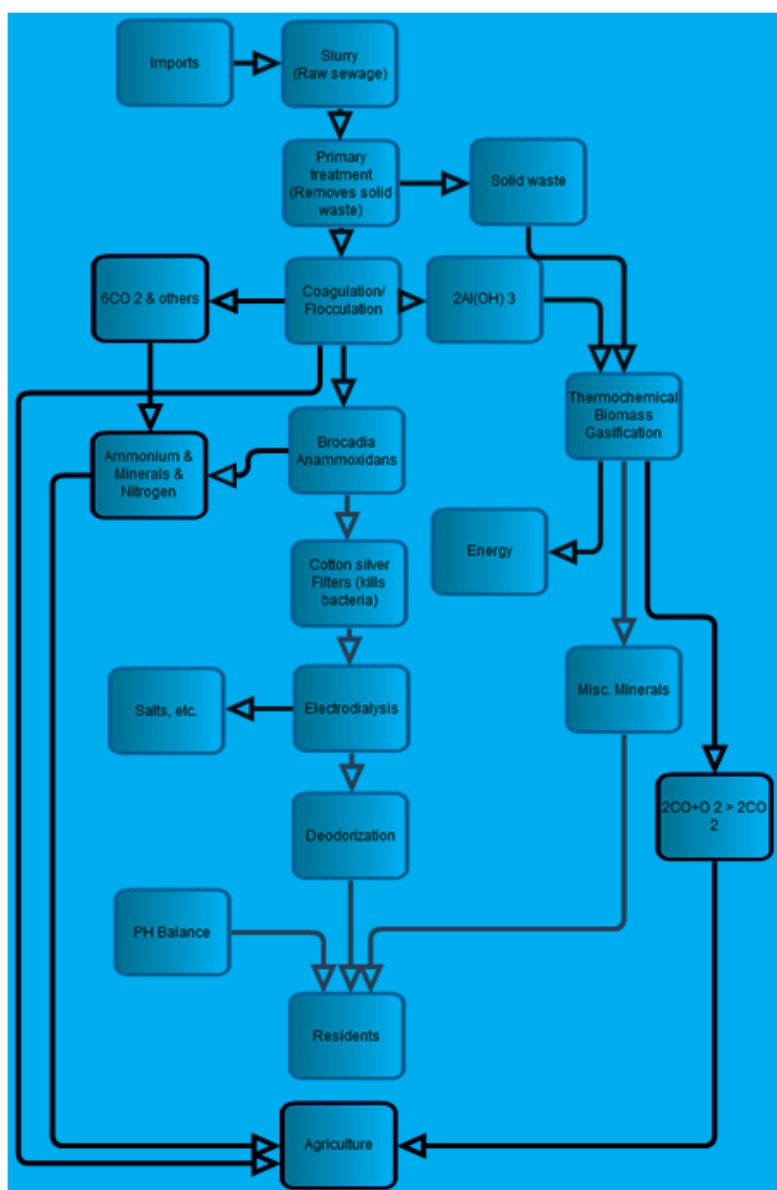 Imports
Slurry
(Raw sewage)
Primary
treatment
(Removes solid
waste)
Solid waste
6CO 2 & others
Coagulation/
Flocculation
2Al(OH) 3
Thermochemical
Biomass
Gasification
Ammonium &
Minerals &
Nitrogen
Brocadia
Anammoxidans
Energy
Cotton silver
Filters (kills
bacteria)
Salts, etc.
Electrodialysis
Misc. Minerals
2CO+O 2 > 2CO
2
Deodorization
PH Balance
Residents
Agriculture